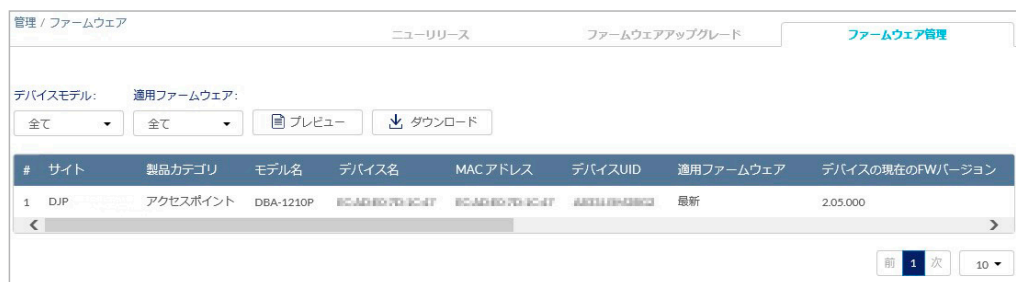 管理 / ファームウェア
ニューリリース ファームウェアアップグレード ファームウェア管理
デバイスモデル: 適用ファームウェア:
全て 全て プレビュー ダウンロード
# サイト 製品カテゴリ モデル名 デバイス名 MACアドレス デバイスUID 適用ファームウェア デバイスの現在のFWバージョン
1 DJP アクセスポイント DBA-1210P 最新 2.05.000
前 1 次 10